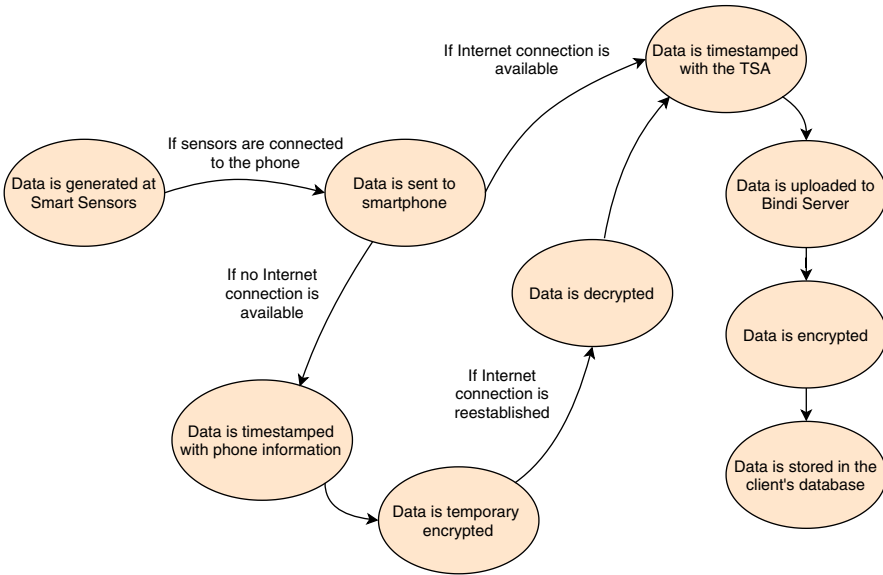 If Internet connection is
available
Data is timestamped
with the TSA
If sensors are connected
to the phone
Data is generated at
Smart Sensors
Data is sent to
smartphone
Data is uploaded to
Bindi Server
If no Internet
connection is
available
Data is decrypted
Data is encrypted
If Internet
connection is
reestablished
Data is timestamped
with phone information
Data is temporary
encrypted
Data is stored in the
client's database